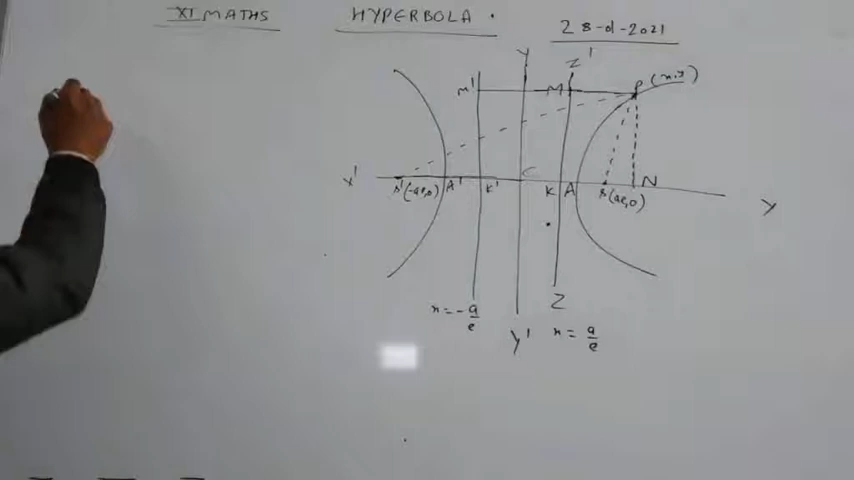 XI MATHS HYPERBOLA . 28-01-2021
Y Z'
M' M P (x,y)
X' S'(-ae,0) A' K' C K A S(ae,0) N
Y
x = -a/e Z
Y' x = a/e